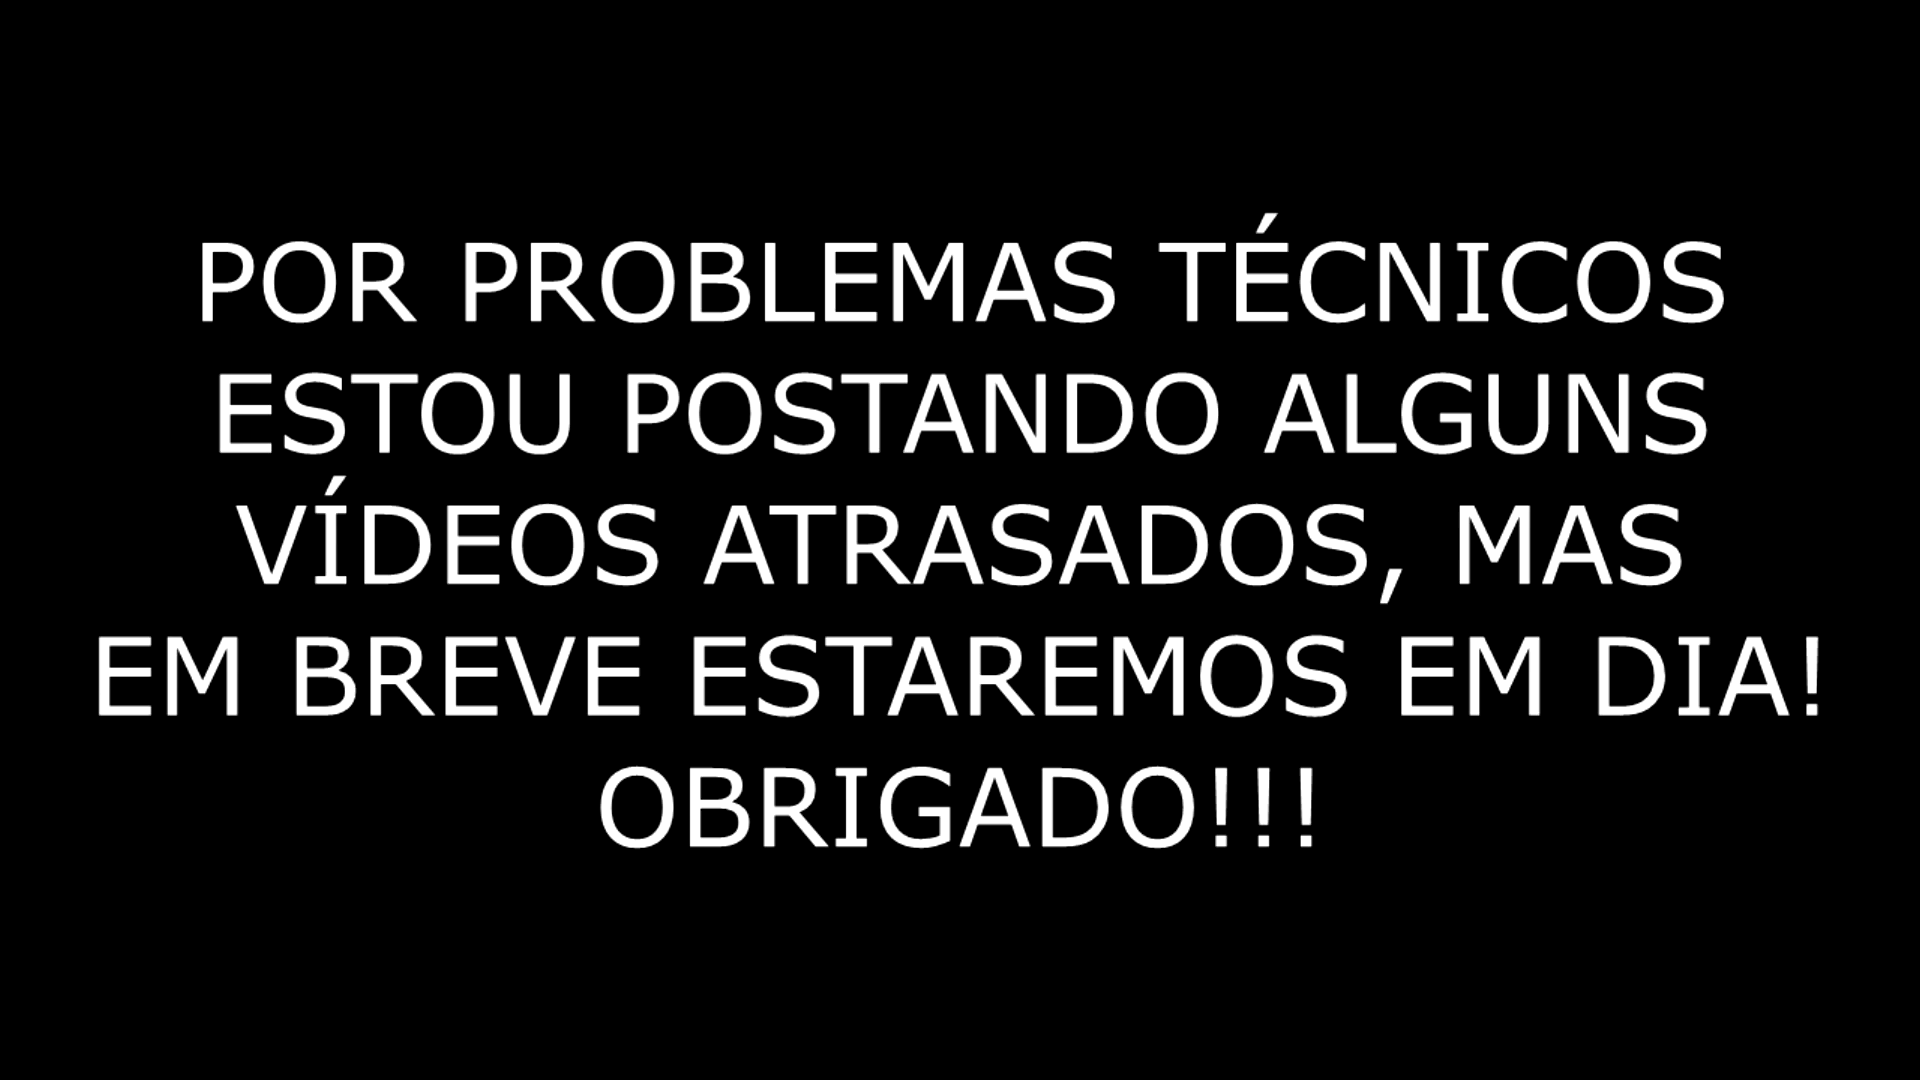 POR PROBLEMAS TÉCNICOS
ESTOU POSTANDO ALGUNS
VÍDEOS ATRASADOS, MAS
EM BREVE ESTAREMOS EM DIA!
OBRIGADO!!!